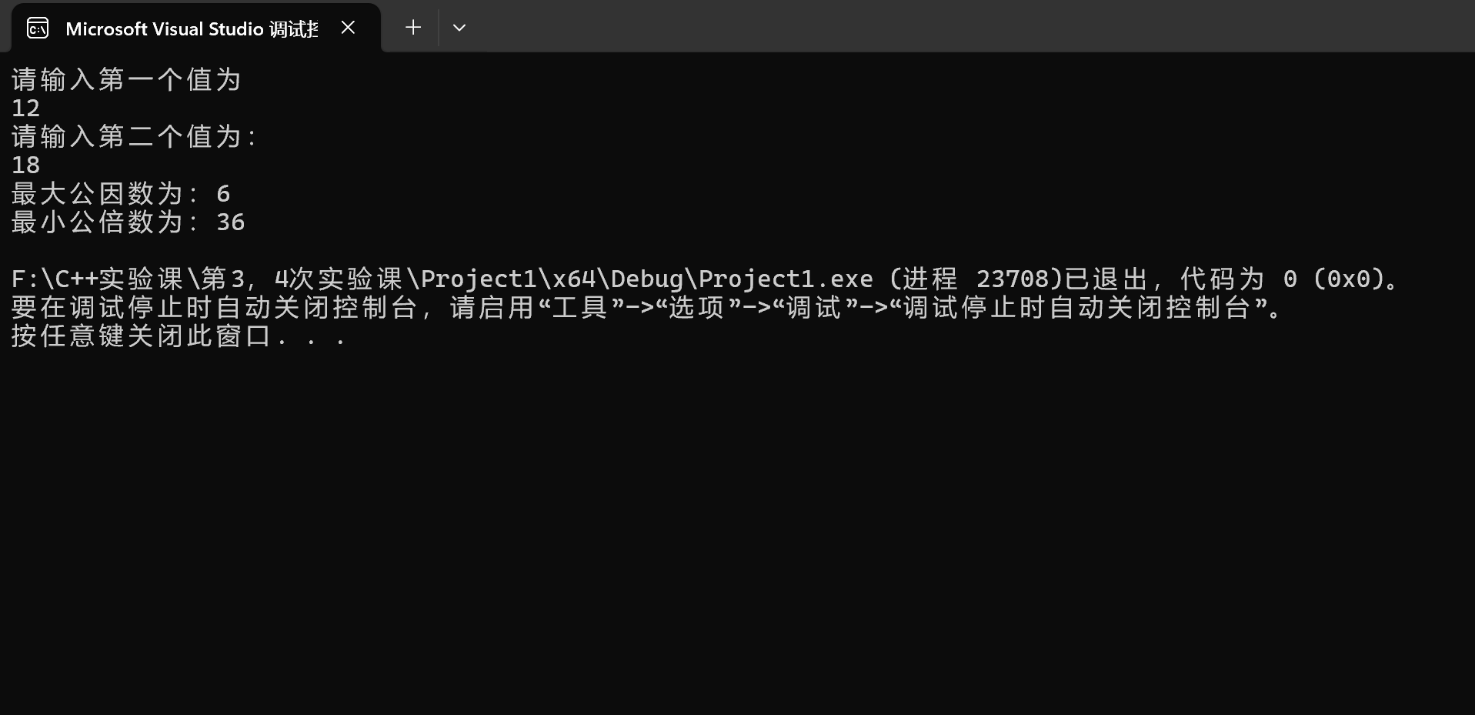 Microsoft Visual Studio 调试控
请输入第一个值为
12
请输入第二个值为：
18
最大公因数为：6
最小公倍数为：36
F:\C++实验课\第3，4次实验课\Project1\x64\Debug\Project1.exe (进程 23708)已退出，代码为 0 (0x0)。
要在调试停止时自动关闭控制台，请启用“工具”->“选项”->“调试”->“调试停止时自动关闭控制台”。
按任意键关闭此窗口. . .